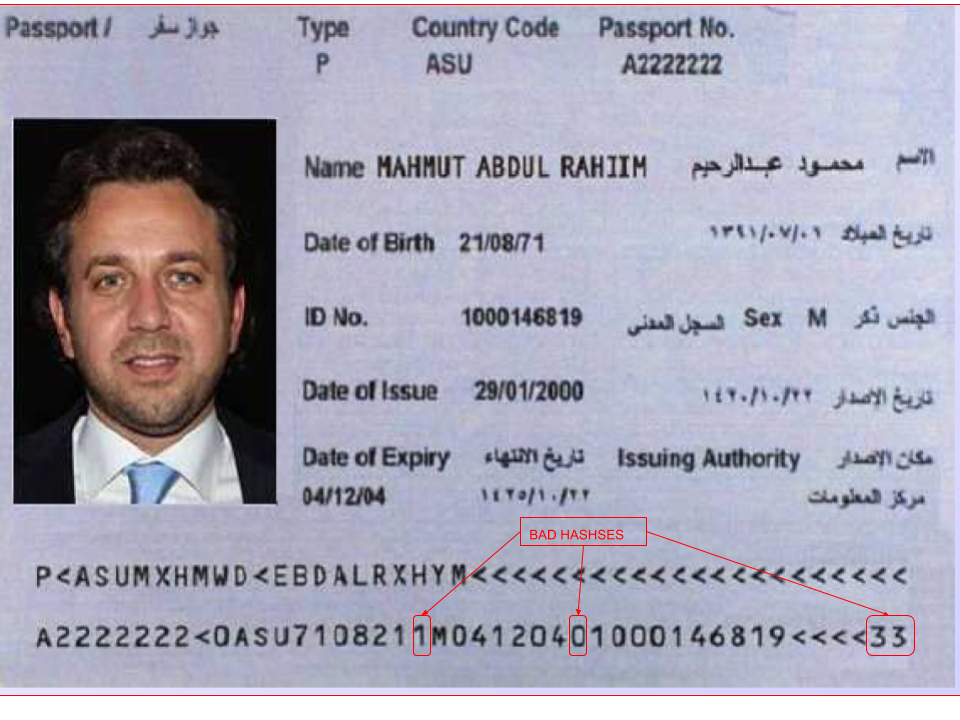 Passport / جواز سفر Type Country Code Passport No.
P ASU A2222222
Name MAHMUT ABDUL RAHIIM محمود عبدالرحيم الاسم
Date of Birth 21/08/71 ١٣٩١/٠٧/٠١ تاريخ الميلاد
ID No. 1000146819 السجل المدني Sex M الجنس ذكر
Date of Issue 29/01/2000 ١٤٢٠/١٠/٢٢ تاريخ الاصدار
Date of Expiry تاريخ الانتهاء Issuing Authority مكان الاصدار
04/12/04 ١٤٢٥/١٠/٢٢ مركز المعلومات
BAD HASHSES
P<ASUMXHMWD<EBDALRXHYM<<<<<<<<<<<<<<<<<<<<<<
A2222222<0ASU7108211M04120401000146819<<<<33